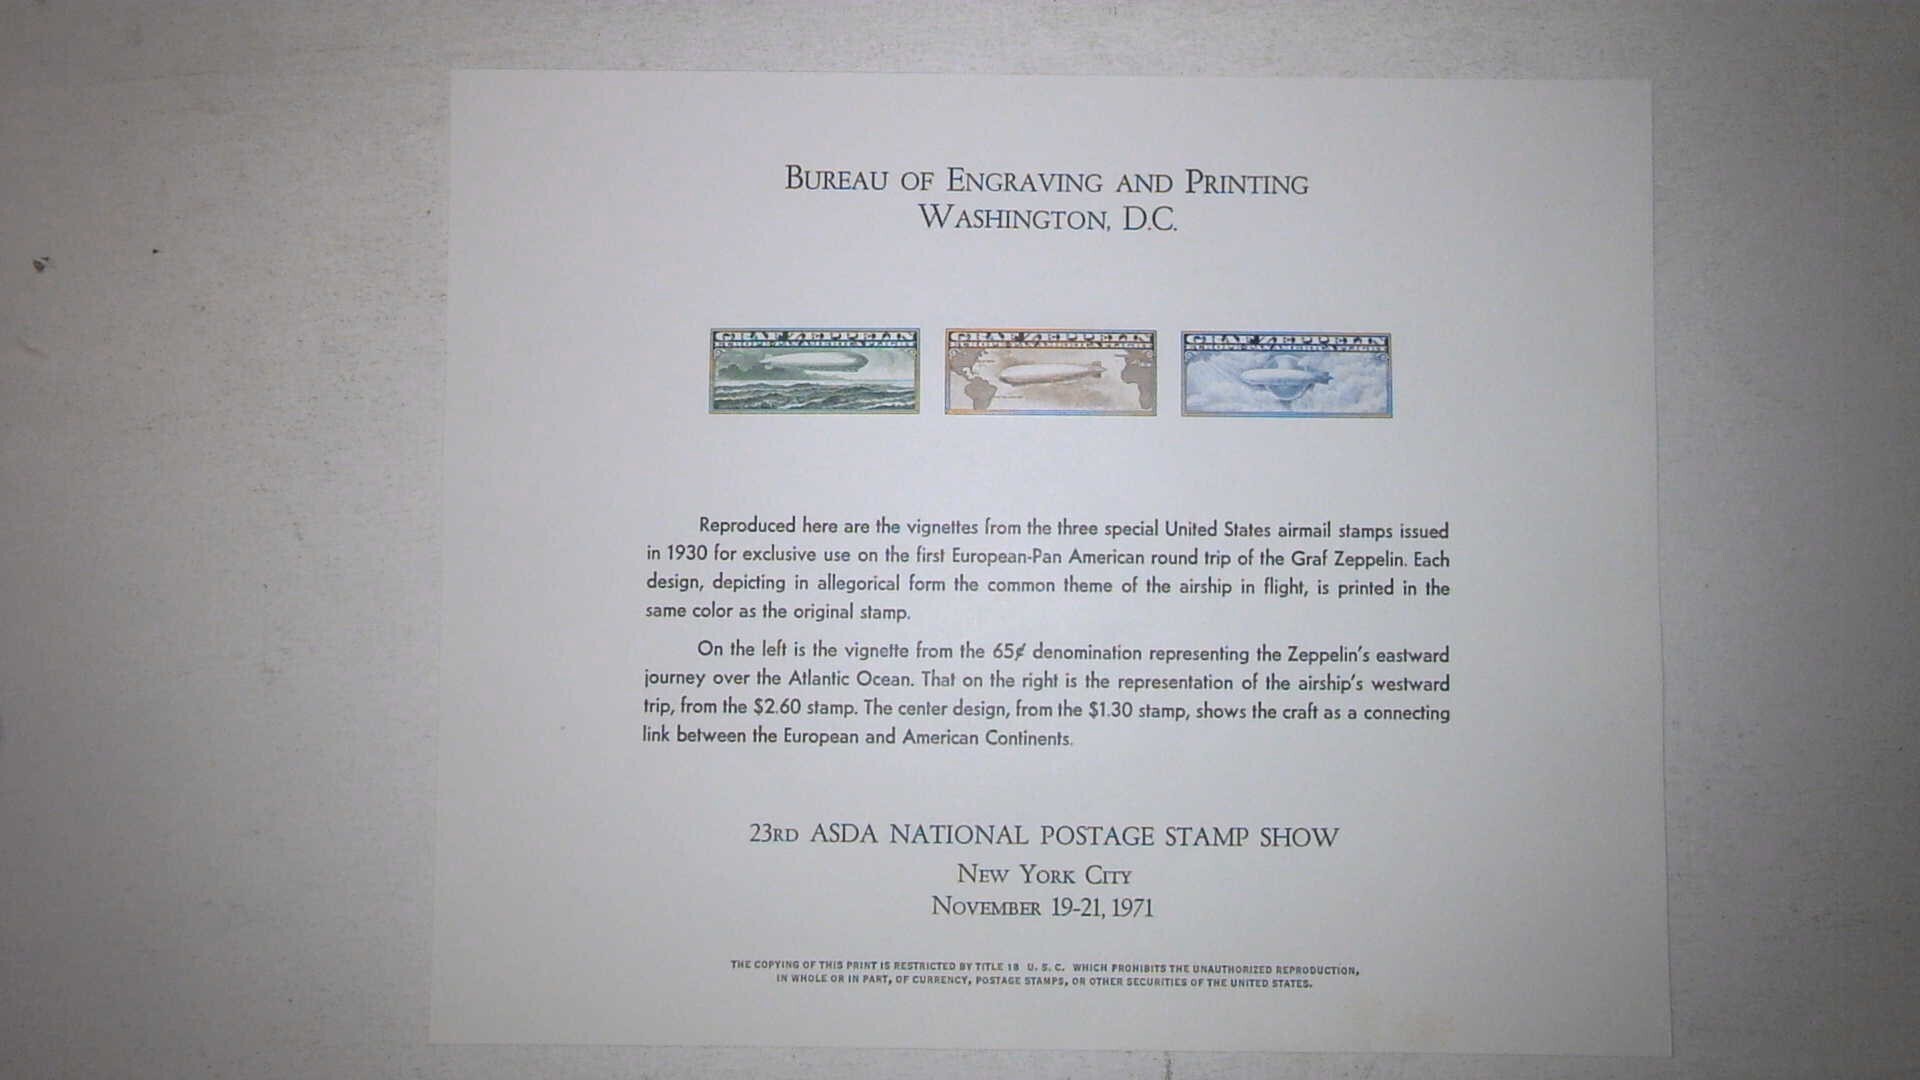 BUREAU OF ENGRAVING AND PRINTING
WASHINGTON, D.C.
GRAF ZEPPELIN GRAF ZEPPELIN GRAF ZEPPELIN
Reproduced here are the vignettes from the three special United States airmail stamps issued
in 1930 for exclusive use on the first European-Pan American round trip of the Graf Zeppelin. Each
design, depicting in allegorical form the common theme of the airship in flight, is printed in the
same color as the original stamp.
On the left is the vignette from the 65¢ denomination representing the Zeppelin's eastward
journey over the Atlantic Ocean. That on the right is the representation of the airship's westward
trip, from the $2.60 stamp. The center design, from the $1.30 stamp, shows the craft as a connecting
link between the European and American Continents.
23RD ASDA NATIONAL POSTAGE STAMP SHOW
NEW YORK CITY
NOVEMBER 19-21, 1971
THE COPYING OF THIS PRINT IS RESTRICTED BY TITLE 18 U. S. C. WHICH PROHIBITS THE UNAUTHORIZED REPRODUCTION,
IN WHOLE OR IN PART, OF CURRENCY, POSTAGE STAMPS, OR OTHER SECURITIES OF THE UNITED STATES.